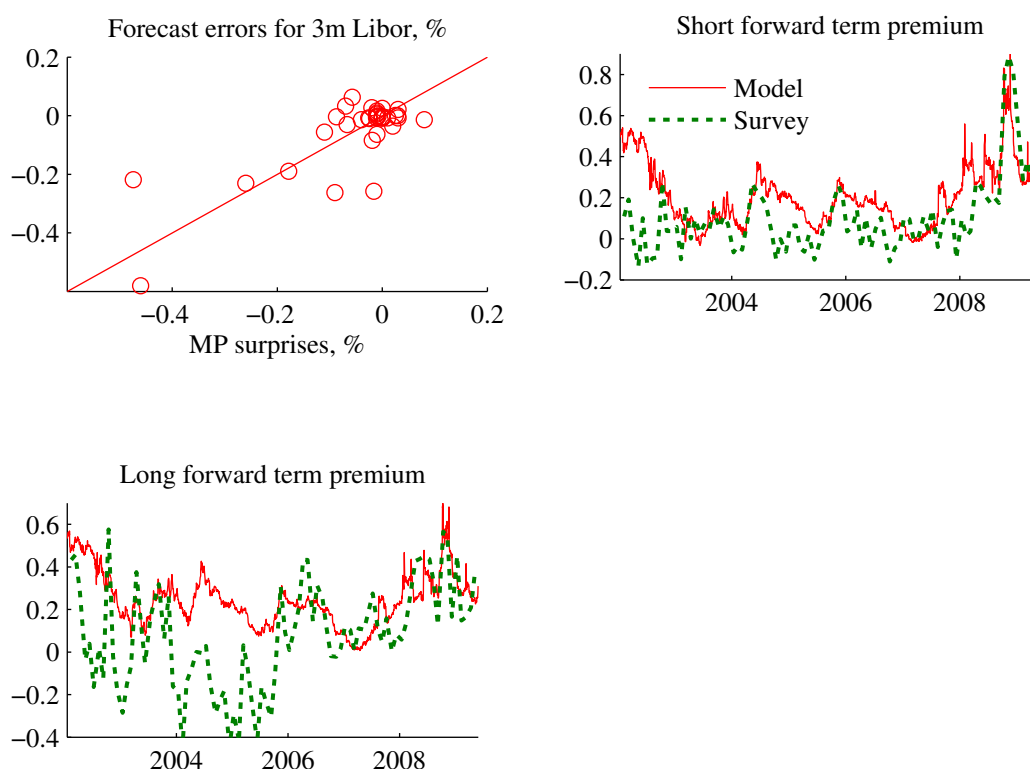 Forecast errors for 3m Libor, %
0.2
0
−0.2
−0.4
−0.4 −0.2 0 0.2
MP surprises, %
Short forward term premium
Model
Survey
0.8
0.6
0.4
0.2
0
−0.2
2004 2006 2008
Long forward term premium
0.6
0.4
0.2
0
−0.2
−0.4
2004 2006 2008